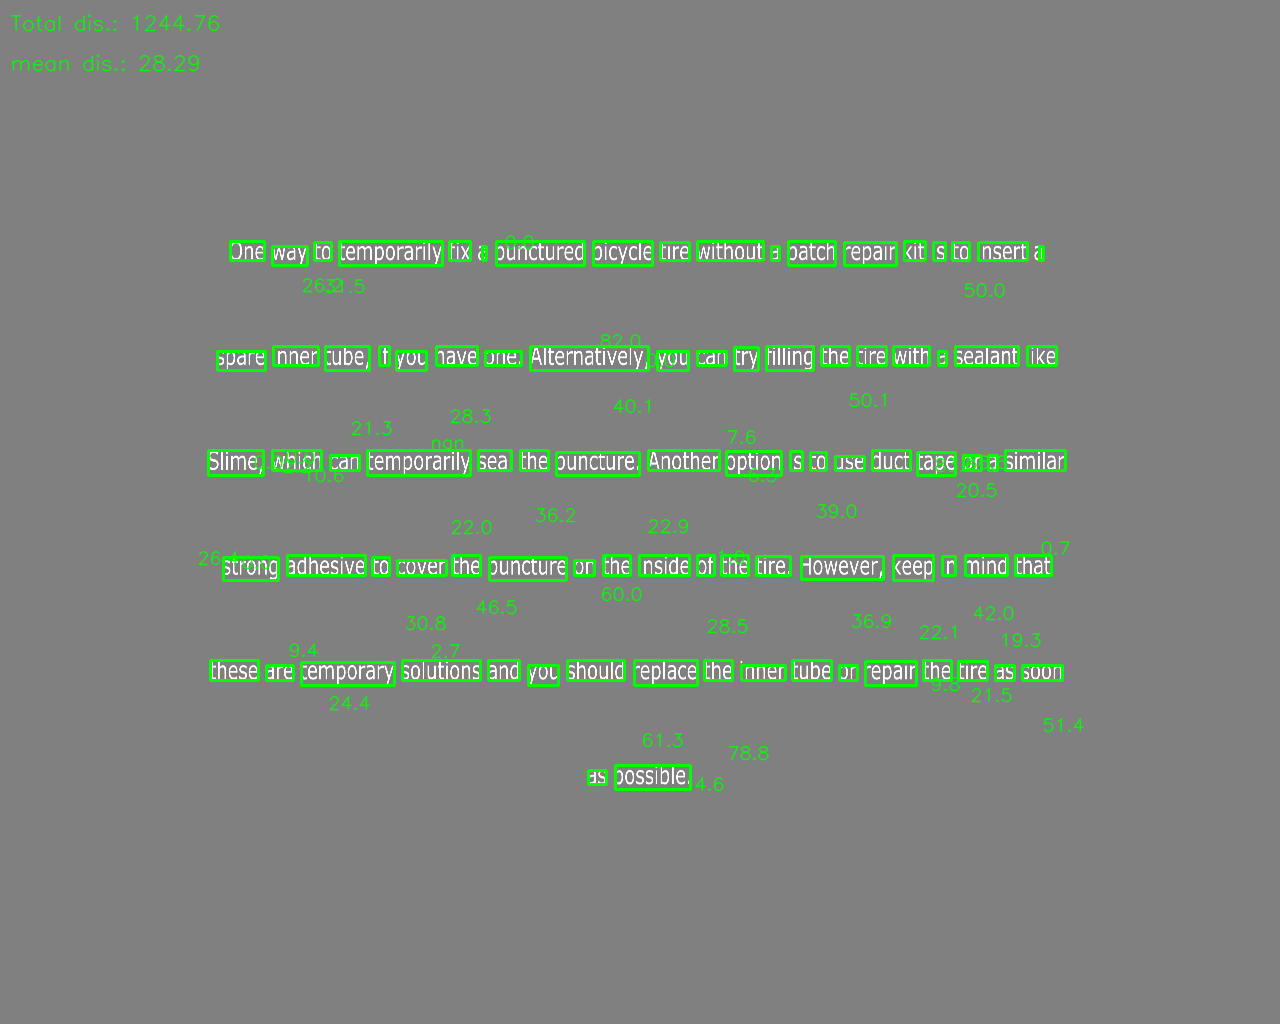 Total dis.: 1244.76
mean dis.: 28.29
One way to temporarily fix a punctured bicycle tire without a patch repair kit is to insert a
0.0
26.2 31.5 50.0
82.0
spare inner tube, if you have one. Alternatively, you can try filling the tire with a sealant like
40.1 50.1
21.3 28.3 7.6
nan
Slime, which can temporarily seal the puncture. Another option is to use duct tape or a similar
10.6 20.5
22.0 36.2 22.9 39.0
0.7
strong adhesive to cover the puncture on the inside of the tire. However, keep in mind that
46.5 60.0
30.8 28.5 36.9 22.1 42.0
9.4 2.7 19.3
these are temporary solutions and you should replace the inner tube or repair the tire as soon
24.4 21.5
61.3 78.8 51.4
as possible.
4.6